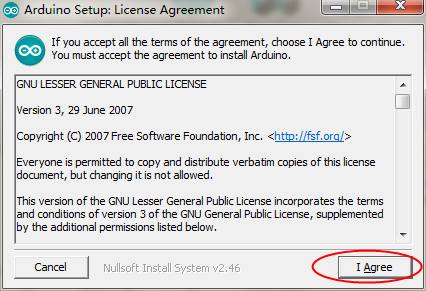 Arduino Setup: License Agreement
If you accept all the terms of the agreement, choose I Agree to continue.
You must accept the agreement to install Arduino.
GNU LESSER GENERAL PUBLIC LICENSE
Version 3, 29 June 2007
Copyright (C) 2007 Free Software Foundation, Inc. <http://fsf.org/>
Everyone is permitted to copy and distribute verbatim copies of this license
document, but changing it is not allowed.
This version of the GNU Lesser General Public License incorporates the terms
and conditions of version 3 of the GNU General Public License, supplemented
by the additional permissions listed below.
Cancel
Nullsoft Install System v2.46
I Agree